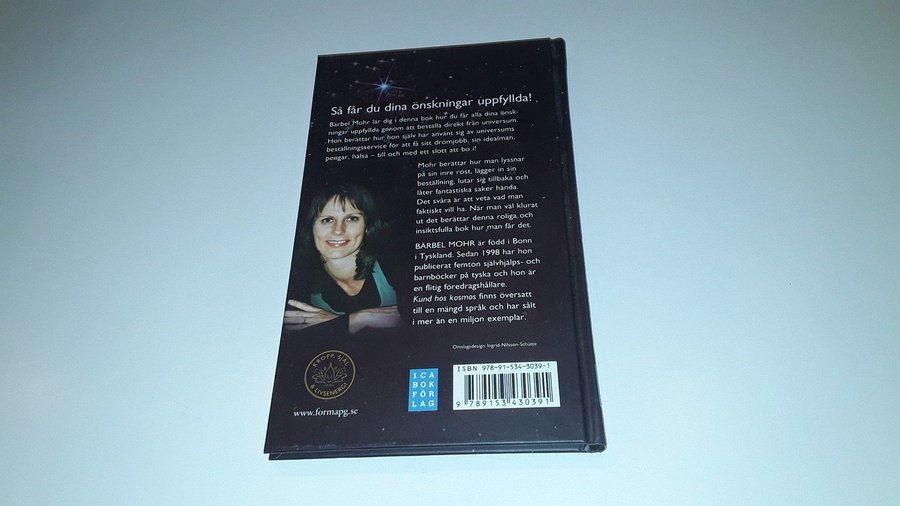 Så får du dina önskningar uppfyllda!
Bärbel Mohr lär dig i denna bok hur du får alla dina önsk-
ningar uppfyllda genom att beställa direkt från universum.
Hon berättar hur hon själv har använt sig av universums
beställningsservice för att få sitt drömjobb, sin idealman,
pengar, hälsa – till och med ett slott att bo i!
Mohr berättar hur man lyssnar
på sin inre röst, lägger in sin
beställning, lutar sig tillbaka och
låter fantastiska saker hända.
Det svåra är att veta vad man
faktiskt vill ha. När man väl klurat
ut det berättar denna roliga och
insiktsfulla bok hur man får det.
BÄRBEL MOHR är född i Bonn
i Tyskland. Sedan 1998 har hon
publicerat femton självhjälps- och
barnböcker på tyska och hon är
en flitig föredragshållare.
Kund hos kosmos finns översatt
till en mängd språk och har sålt
i mer än en miljon exemplar.
Omslagsdesign: Ingrid-Nilsson-Schütte
KROPP, SJÄL
& LIVSENERGI
www.formapg.se
ICA
BOK
FÖR
LAG
ISBN 978-91-534-3039-1
9 789153 430391